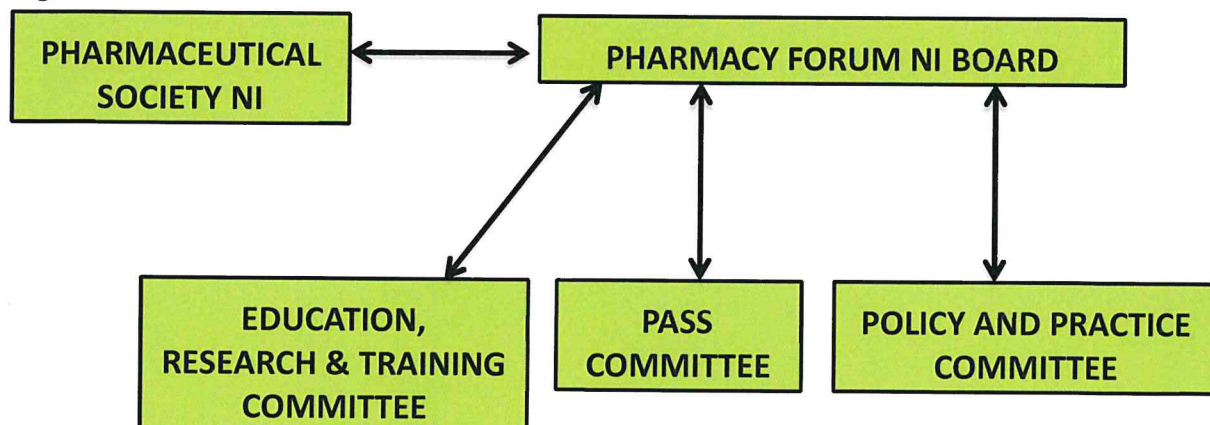 PHARMACEUTICAL
SOCIETY NI
PHARMACY FORUM NI BOARD
EDUCATION,
RESEARCH & TRAINING
COMMITTEE
PASS
COMMITTEE
POLICY AND PRACTICE
COMMITTEE